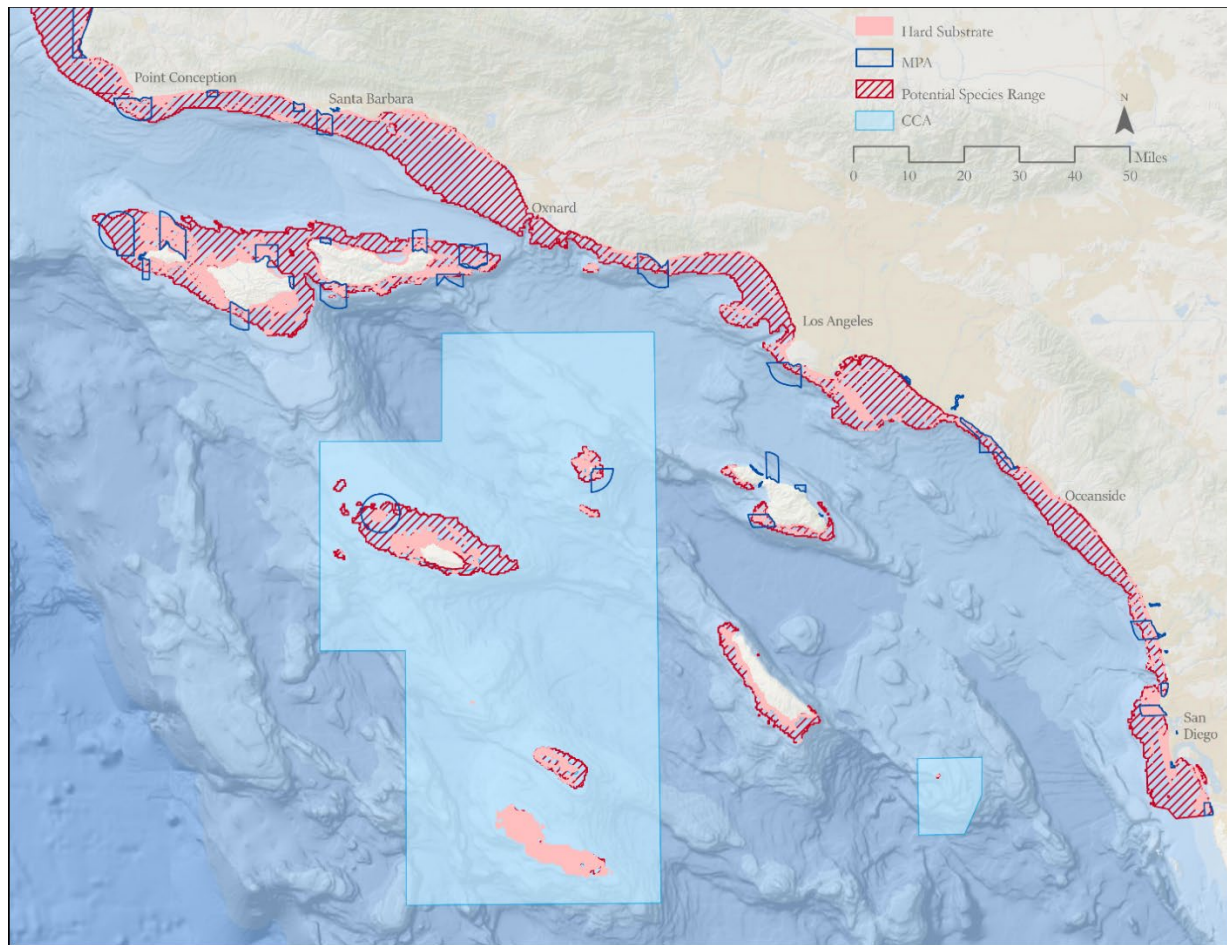 Hard Substrate
Point Conception
MPA
Santa Barbara
Potential Species Range
CCA
N
Miles
0 10 20 30 40 50
Oxnard
Los Angeles
Oceanside
San
Diego